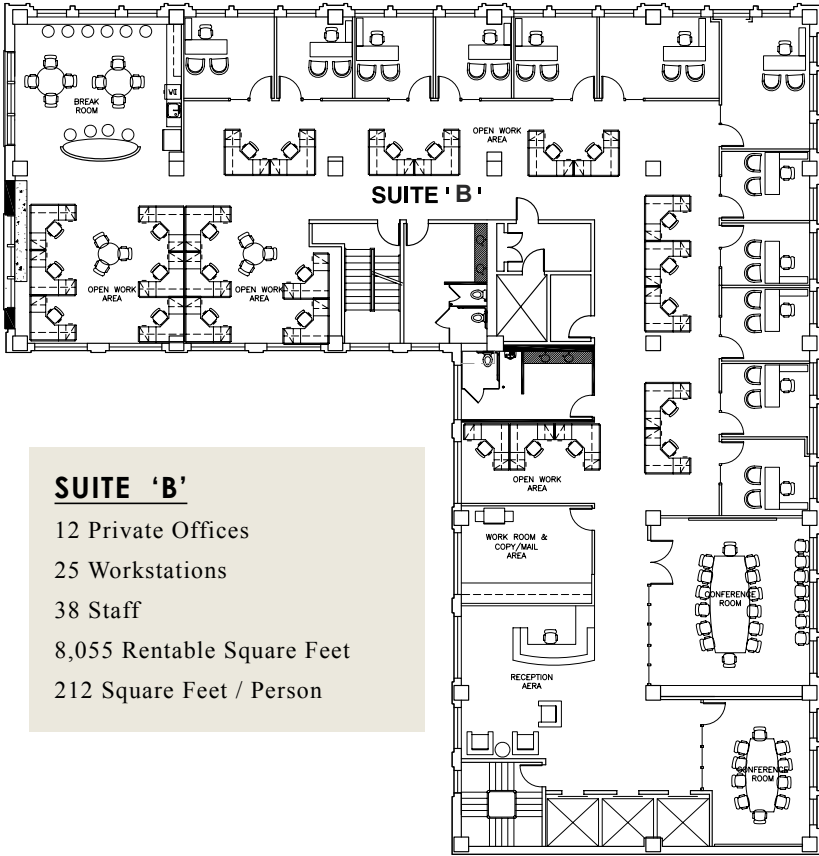 BREAK
ROOM
W/D
OPEN WORK
AREA
SUITE 'B'
OPEN WORK
AREA
OPEN WORK
AREA
OPEN WORK
AREA
WORK ROOM &
COPY/MAIL
AREA
CONFERENCE
ROOM
RECEPTION
AERA
CONFERENCE
ROOM
SUITE ‘B’
12 Private Offices
25 Workstations
38 Staff
8,055 Rentable Square Feet
212 Square Feet / Person